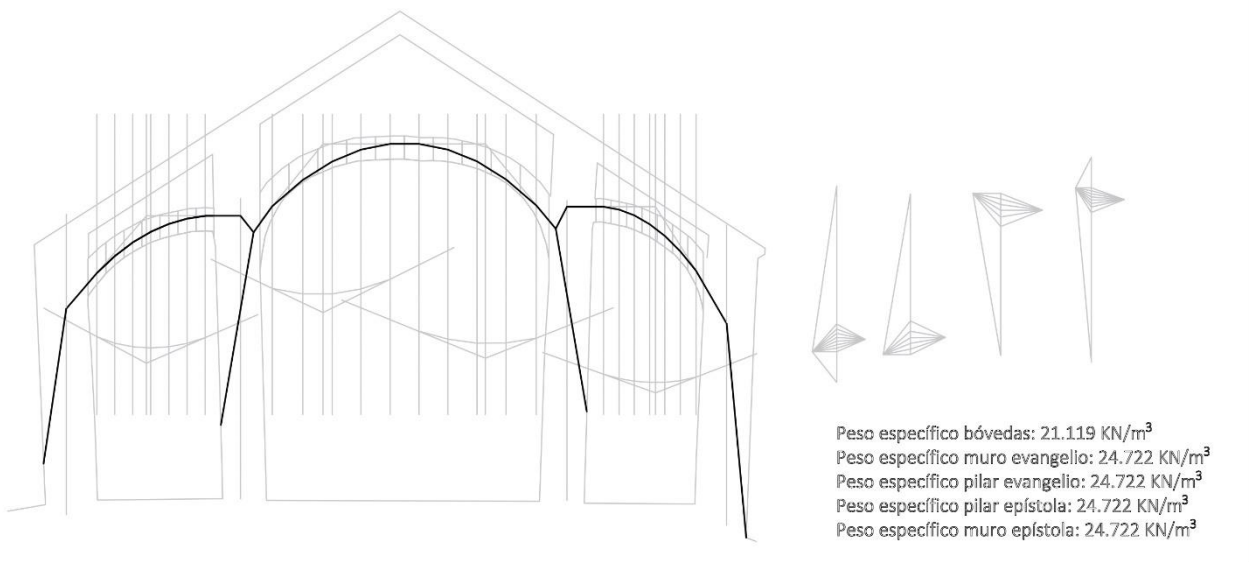 Peso específico bóvedas: 21.119 KN/m³
Peso específico muro evangelio: 24.722 KN/m³
Peso específico pilar evangelio: 24.722 KN/m³
Peso específico pilar epístola: 24.722 KN/m³
Peso específico muro epístola: 24.722 KN/m³